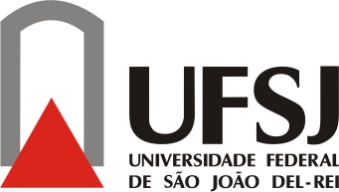 UFSJ
UNIVERSIDADE FEDERAL
DE SÃO JOÃO DEL-REI